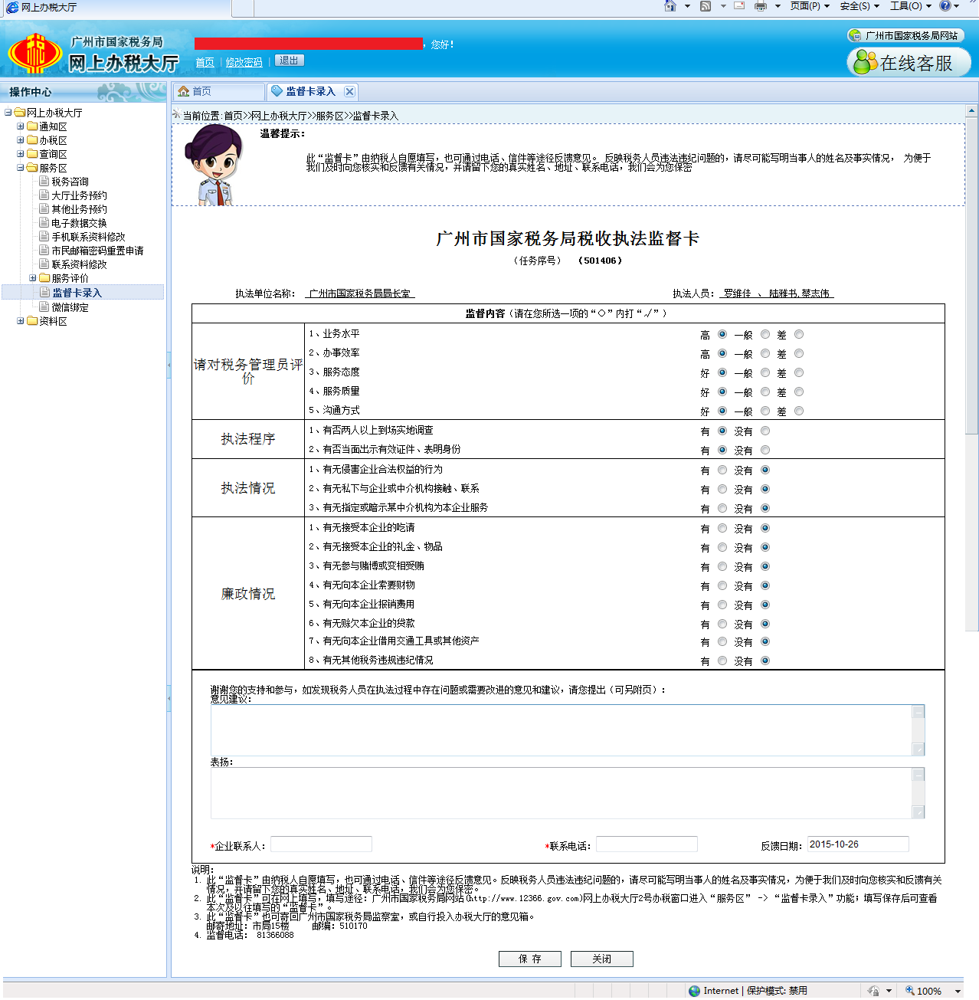 网上办税大厅
页面(P)
安全(S)
工具(O)
广州市国家税务局
网上办税大厅
，您好！
首页 | 修改密码 | 退出
广州市国家税务局网站
在线客服
操作中心
网上办税大厅
通知区
办税区
查询区
服务区
税务咨询
大厅业务预约
其他业务预约
电子数据交换
手机联系资料修改
市民邮箱密码重置申请
联系资料修改
服务评价
监督卡录入
微信绑定
资料区
首页
监督卡录入
当前位置:首页>>网上办税大厅>>服务区>>监督卡录入
温馨提示：
此“监督卡”由纳税人自愿填写，也可通过电话、信件等途径反馈意见。 反映税务人员违法违纪问题的，请尽可能写明当事人的姓名及事实情况， 为便于
我们及时向您核实和反馈有关情况，并请留下您的真实姓名、地址、联系电话，我们会为您保密
广州市国家税务局税收执法监督卡
（任务序号） （501406）
执法单位名称： 广州市国家税务局局长室
执法人员： 罗维佳 、 陆雅书,蔡志伟
监督内容（请在您所选一项的“○”内打“√”）
请对税务管理员评
价
1、业务水平 高 一般 差
2、办事效率 高 一般 差
3、服务态度 好 一般 差
4、服务质量 好 一般 差
5、沟通方式 好 一般 差
执法程序
1、有否两人以上到场实地调查 有 没有
2、有否当面出示有效证件、表明身份 有 没有
执法情况
1、有无侵害企业合法权益的行为 有 没有
2、有无私下与企业或中介机构接触、联系 有 没有
3、有无指定或暗示某中介机构为本企业服务 有 没有
廉政情况
1、有无接受本企业的吃请 有 没有
2、有无接受本企业的礼金、物品 有 没有
3、有无参与赌博或变相受贿 有 没有
4、有无向本企业索要财物 有 没有
5、有无向本企业报销费用 有 没有
6、有无赊欠本企业的贷款 有 没有
7、有无向本企业借用交通工具或其他资产 有 没有
8、有无其他税务违规违纪情况 有 没有
谢谢您的支持和参与，如发现税务人员在执法过程中存在问题或需要改进的意见和建议，请您提出（可另附页）：
意见建议：
表扬：
*企业联系人： *联系电话： 反馈日期： 2015-10-26
说明：
1. 此“监督卡”由纳税人自愿填写，也可通过电话、信件等途径反馈意见。反映税务人员违法违纪问题的，请尽可能写明当事人的姓名及事实情况，为便于我们及时向您核实和反馈有关
情况，并请留下您的真实姓名、地址、联系电话，我们会为您保密。
2. 此“监督卡”可在网上填写，填写途径：广州市国家税务局网站(http://www.12366.gov.com)网上办税大厅2号办税窗口进入“服务区” -> “监督卡录入”功能；填写保存后可查看
本次及以往填写的“监督卡”。
3. 此“监督卡”也可寄回广州市国家税务局监察室，或自行投入办税大厅的意见箱。
邮寄地址：市局15楼 邮编：510170
4. 监督电话： 81366088
保 存
关闭
Internet | 保护模式: 禁用
100%